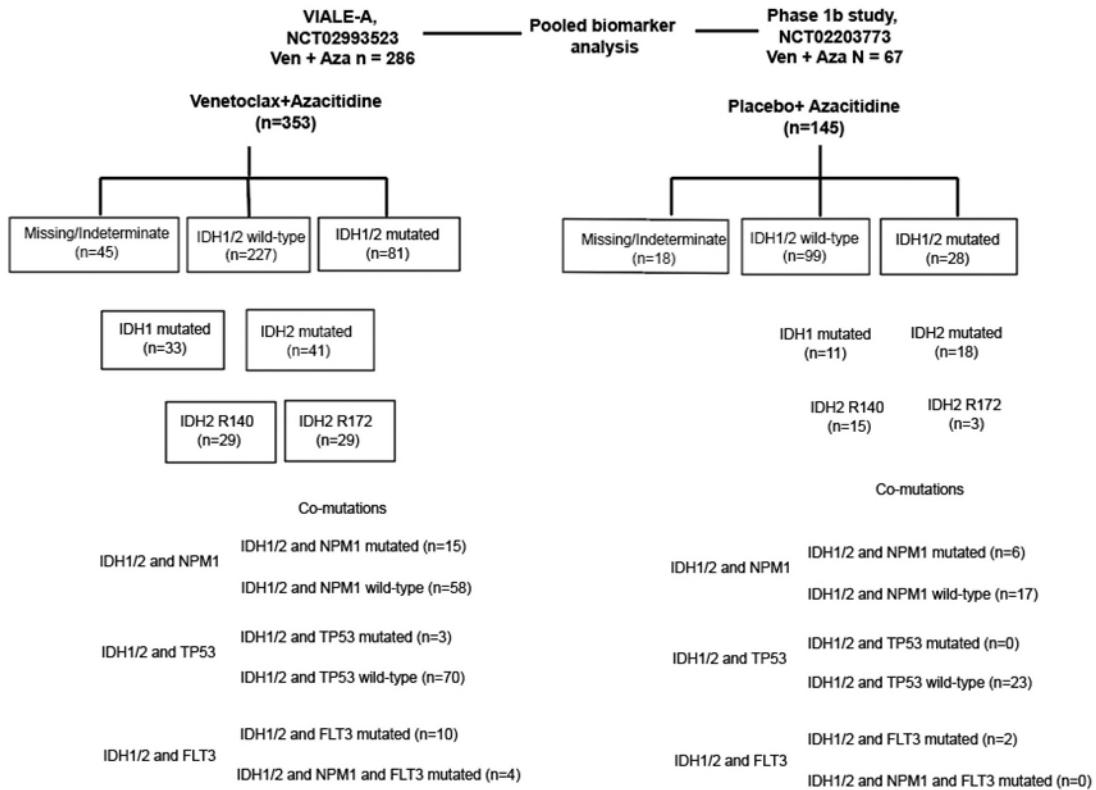 VIALE-A,
NCT02993523
Ven + Aza n = 286
Pooled biomarker
analysis
Phase 1b study,
NCT02203773
Ven + Aza N = 67
Venetoclax+Azacitidine
(n=353)
Placebo+ Azacitidine
(n=145)
Missing/Indeterminate
(n=45)
IDH1/2 wild-type
(n=227)
IDH1/2 mutated
(n=81)
Missing/Indeterminate
(n=18)
IDH1/2 wild-type
(n=99)
IDH1/2 mutated
(n=28)
IDH1 mutated
(n=33)
IDH2 mutated
(n=41)
IDH1 mutated
(n=11)
IDH2 mutated
(n=18)
IDH2 R140
(n=29)
IDH2 R172
(n=29)
IDH2 R140
(n=15)
IDH2 R172
(n=3)
Co-mutations
IDH1/2 and NPM1
IDH1/2 and NPM1 mutated (n=15)
IDH1/2 and NPM1 wild-type (n=58)
IDH1/2 and TP53
IDH1/2 and TP53 mutated (n=3)
IDH1/2 and TP53 wild-type (n=70)
IDH1/2 and FLT3
IDH1/2 and FLT3 mutated (n=10)
IDH1/2 and NPM1 and FLT3 mutated (n=4)
Co-mutations
IDH1/2 and NPM1
IDH1/2 and NPM1 mutated (n=6)
IDH1/2 and NPM1 wild-type (n=17)
IDH1/2 and TP53
IDH1/2 and TP53 mutated (n=0)
IDH1/2 and TP53 wild-type (n=23)
IDH1/2 and FLT3
IDH1/2 and FLT3 mutated (n=2)
IDH1/2 and NPM1 and FLT3 mutated (n=0)